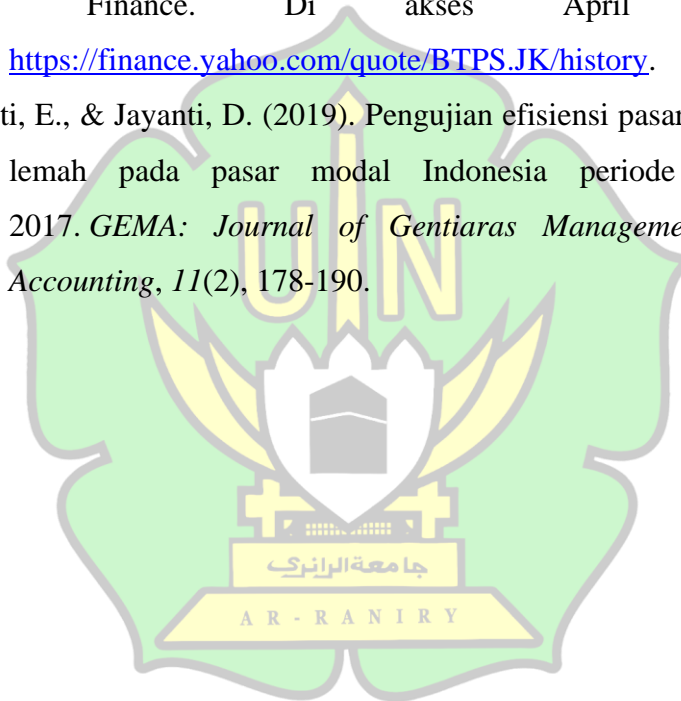 Finance. Di akses April
https://finance.yahoo.com/quote/BTPS.JK/history.
ti, E., & Jayanti, D. (2019). Pengujian efisiensi pasar
lemah pada pasar modal Indonesia periode
2017. GEMA: Journal of Gentiaras Manageme
Accounting, 11(2), 178-190.
UIN
جامعة الرانري
AR-RANIRY